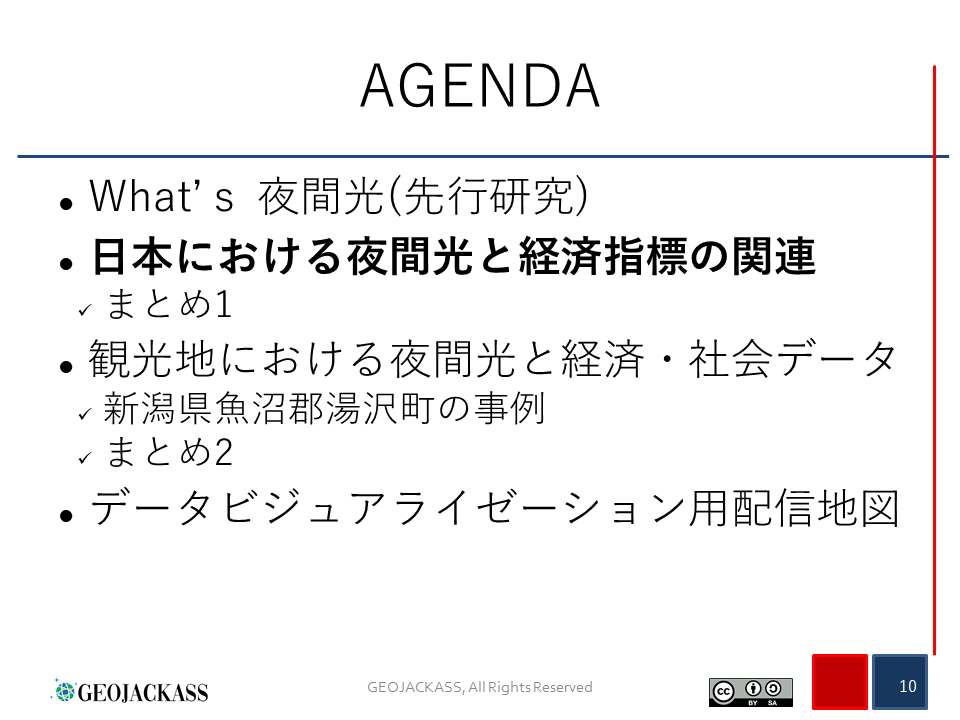 AGENDA
What’s 夜間光(先行研究)
日本における夜間光と経済指標の関連
まとめ1
観光地における夜間光と経済・社会データ
新潟県魚沼郡湯沢町の事例
まとめ2
データビジュアライゼーション用配信地図
GEOJACKASS
GEOJACKASS, All Rights Reserved
cc
BY SA
10